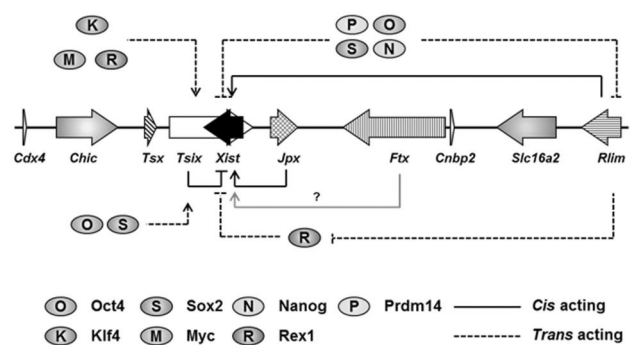 K P O
M R S N
Cdx4 Chic Tsx Tsix Xist Jpx Ftx Cnbp2 Slc16a2 Rlim
?
O S R
O Oct4 S Sox2 N Nanog P Prdm14 Cis acting
K Klf4 M Myc R Rex1 Trans acting